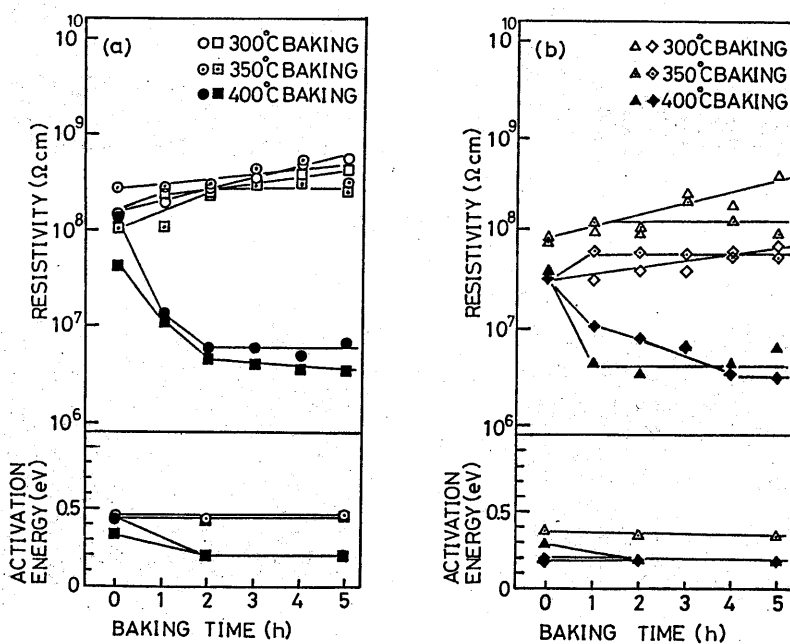 (a)
○□300°C BAKING
⊙⊡350°C BAKING
●■400°C BAKING
RESISTIVITY (Ωcm)
10¹⁰
10⁹
10⁸
10⁷
10⁶
ACTIVATION
ENERGY(eV)
0.5
0
0 1 2 3 4 5
BAKING TIME (h)
(b)
△◇300°C BAKING
◬⟐350°C BAKING
▲◆400°C BAKING
RESISTIVITY (Ωcm)
10¹⁰
10⁹
10⁸
10⁷
10⁶
ACTIVATION
ENERGY (eV)
0.5
0
0 1 2 3 4 5
BAKING TIME (h)